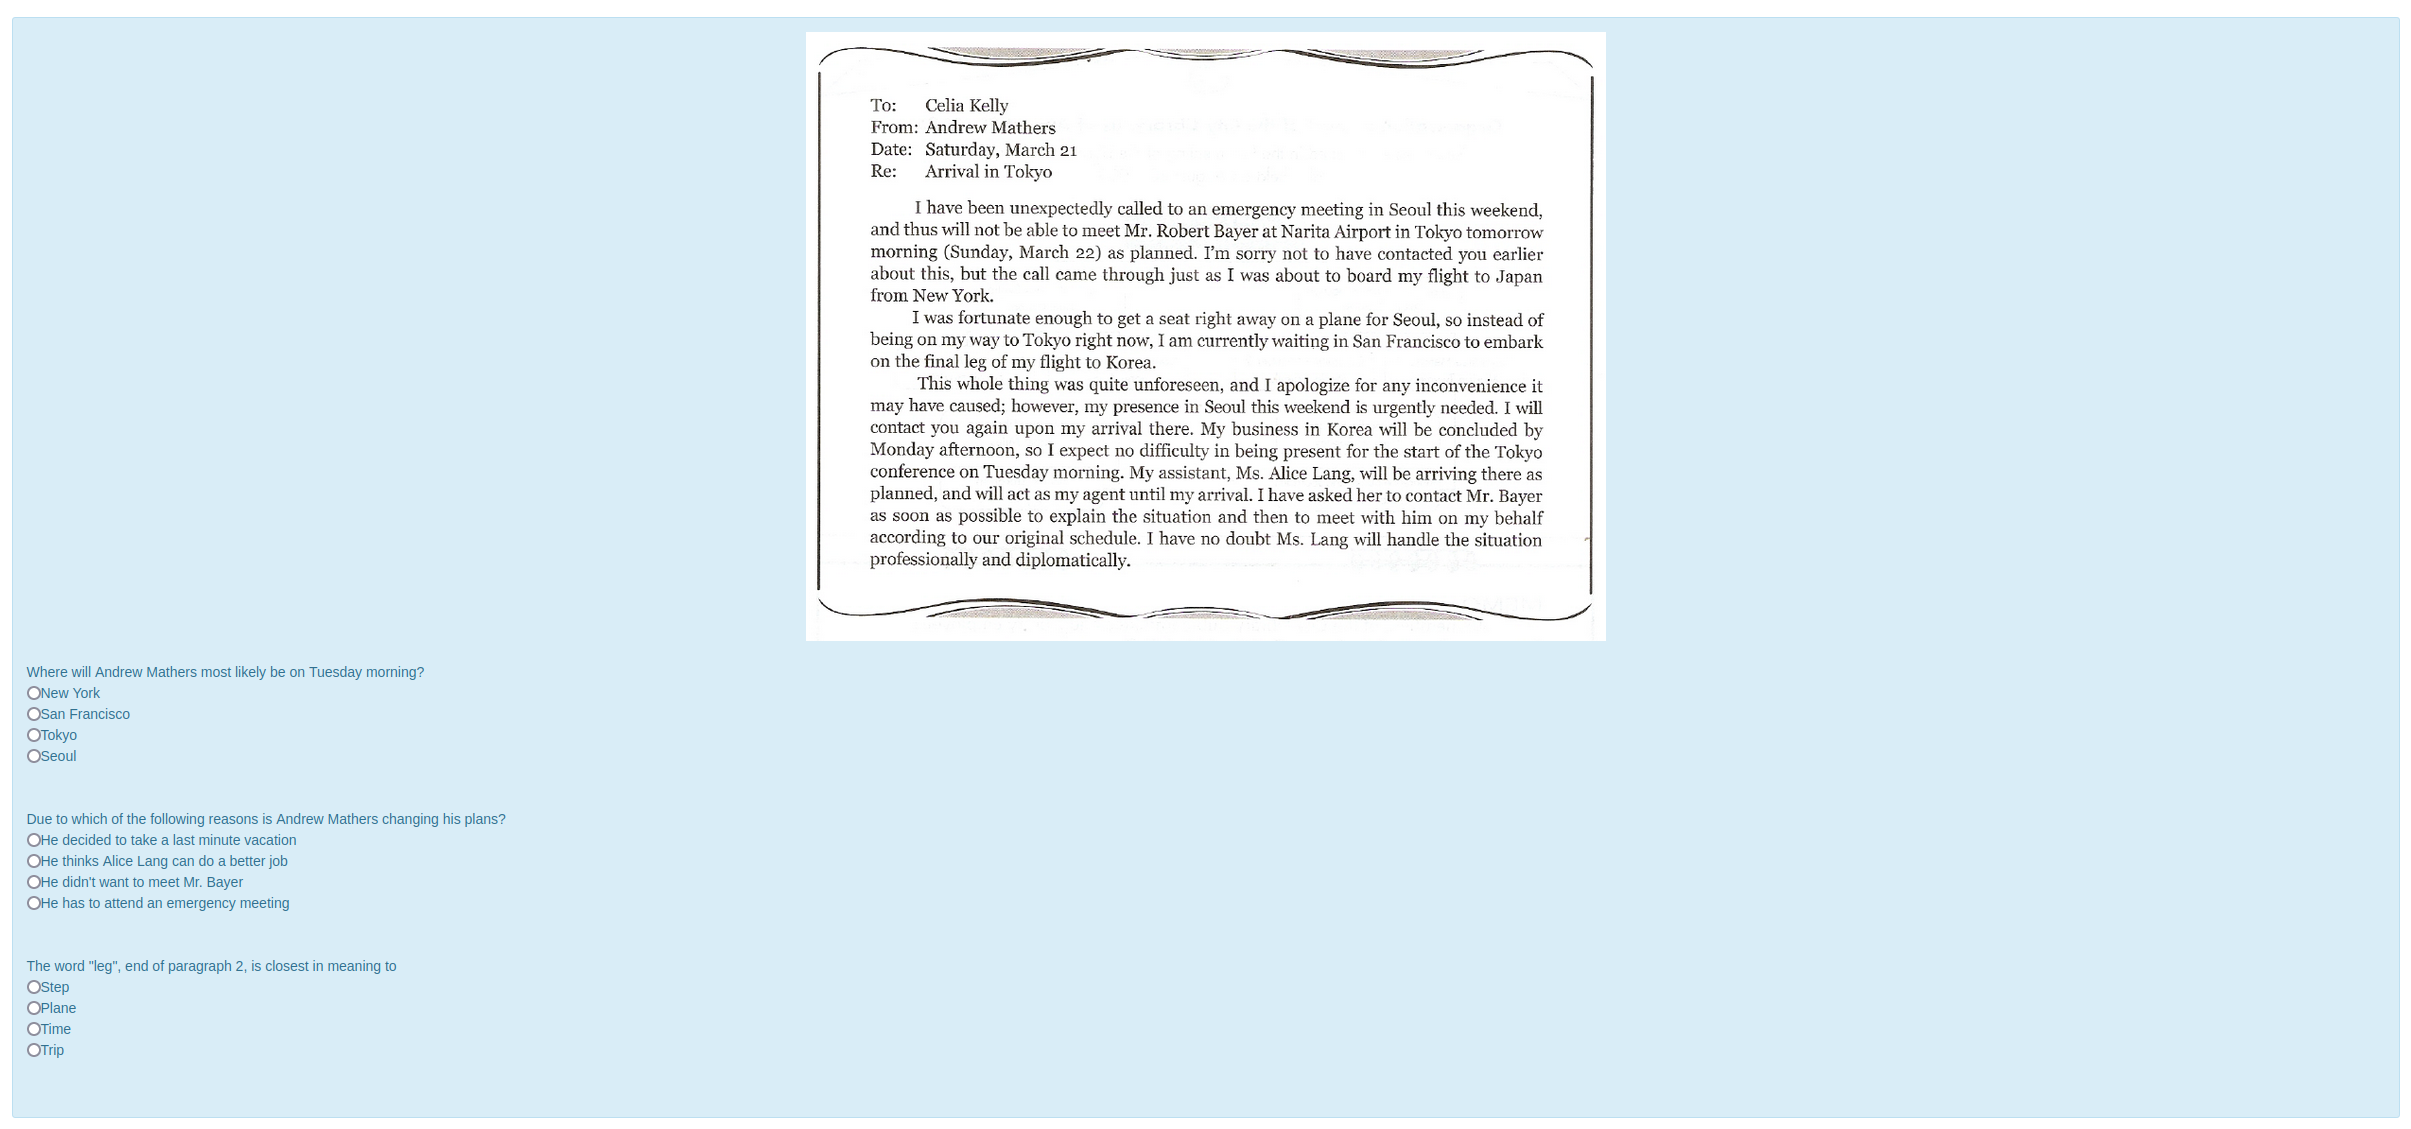 To: Celia Kelly
From: Andrew Mathers
Date: Saturday, March 21
Re: Arrival in Tokyo
I have been unexpectedly called to an emergency meeting in Seoul this weekend,
and thus will not be able to meet Mr. Robert Bayer at Narita Airport in Tokyo tomorrow
morning (Sunday, March 22) as planned. I'm sorry not to have contacted you earlier
about this, but the call came through just as I was about to board my flight to Japan
from New York.
I was fortunate enough to get a seat right away on a plane for Seoul, so instead of
being on my way to Tokyo right now, I am currently waiting in San Francisco to embark
on the final leg of my flight to Korea.
This whole thing was quite unforeseen, and I apologize for any inconvenience it
may have caused; however, my presence in Seoul this weekend is urgently needed. I will
contact you again upon my arrival there. My business in Korea will be concluded by
Monday afternoon, so I expect no difficulty in being present for the start of the Tokyo
conference on Tuesday morning. My assistant, Ms. Alice Lang, will be arriving there as
planned, and will act as my agent until my arrival. I have asked her to contact Mr. Bayer
as soon as possible to explain the situation and then to meet with him on my behalf
according to our original schedule. I have no doubt Ms. Lang will handle the situation
professionally and diplomatically.
Where will Andrew Mathers most likely be on Tuesday morning?
New York
San Francisco
Tokyo
Seoul
Due to which of the following reasons is Andrew Mathers changing his plans?
He decided to take a last minute vacation
He thinks Alice Lang can do a better job
He didn't want to meet Mr. Bayer
He has to attend an emergency meeting
The word "leg", end of paragraph 2, is closest in meaning to
Step
Plane
Time
Trip